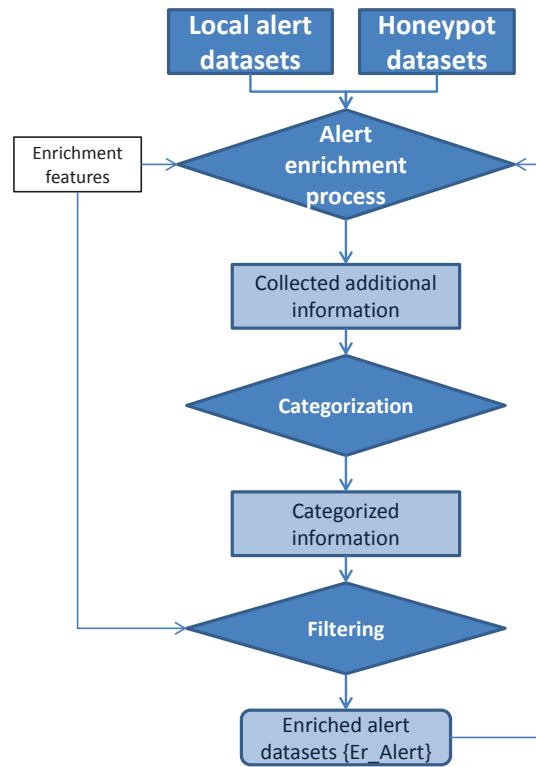 Local alert
datasets
Honeypot
datasets
Alert
enrichment
process
Enrichment
features
Collected additional
information
Categorization
Categorized
information
Filtering
Enriched alert
datasets {Er_Alert}